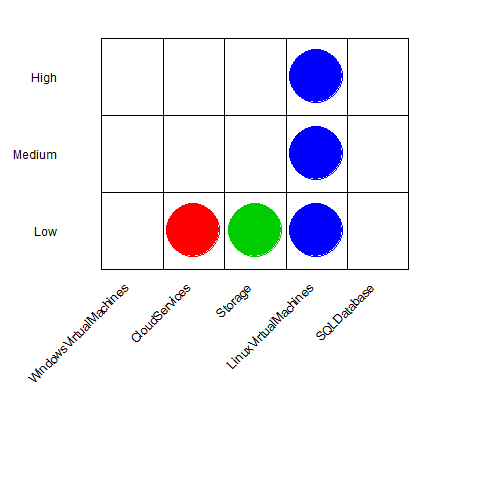 High
Medium
Low
WindowsVirtualMachines
CloudServices
Storage
LinuxVirtualMachines
SQLDatabase